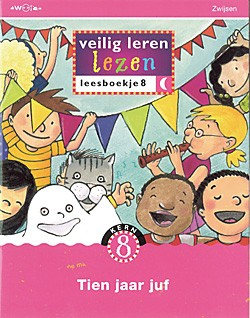 Zwijsen
veilig leren
lezen
leesboekje 8
KERN
8
Tien jaar juf